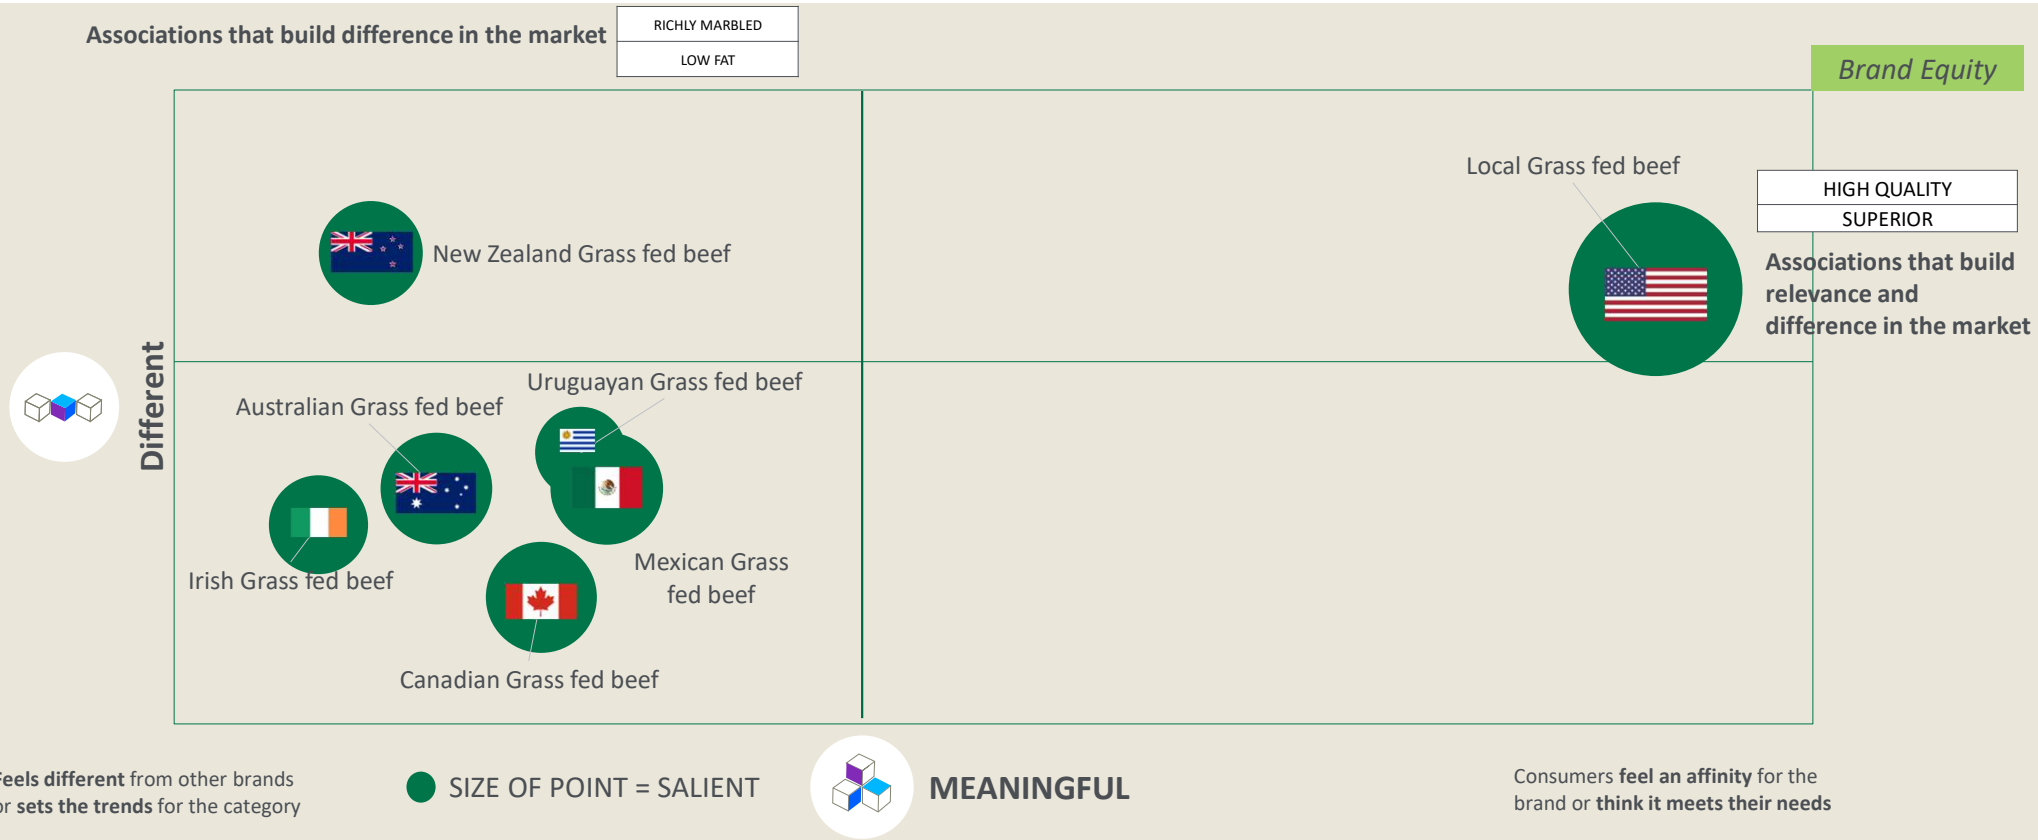 Associations that build difference in the market
RICHLY MARBLED
LOW FAT
Brand Equity
Local Grass fed beef
HIGH QUALITY
SUPERIOR
Associations that build
relevance and
difference in the market
New Zealand Grass fed beef
Different
Uruguayan Grass fed beef
Australian Grass fed beef
Irish Grass fed beef
Mexican Grass
fed beef
Canadian Grass fed beef
Feels different from other brands
or sets the trends for the category
SIZE OF POINT = SALIENT
MEANINGFUL
Consumers feel an affinity for the
brand or think it meets their needs